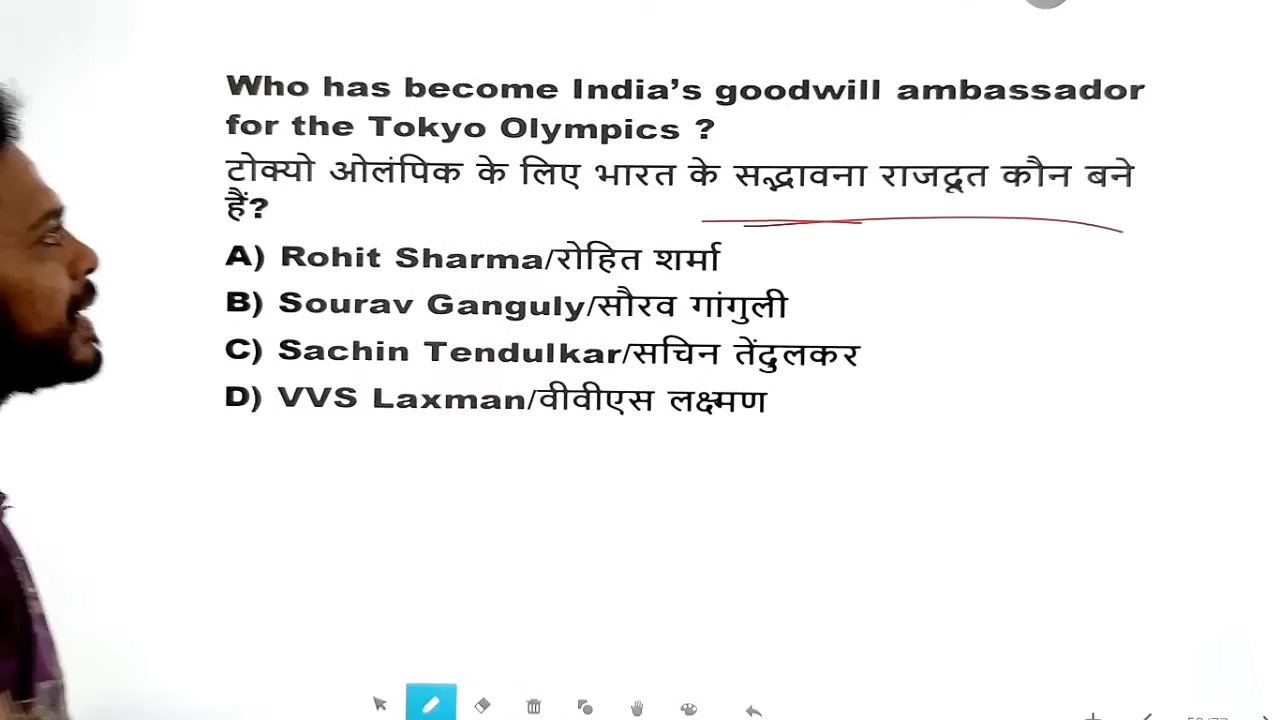 Who has become India's goodwill ambassador
for the Tokyo Olympics ?
टोक्यो ओलंपिक के लिए भारत के सद्भावना राजदूत कौन बने
हैं?
A) Rohit Sharma/रोहित शर्मा
B) Sourav Ganguly/सौरव गांगुली
C) Sachin Tendulkar/सचिन तेंदुलकर
D) VVS Laxman/वीवीएस लक्ष्मण